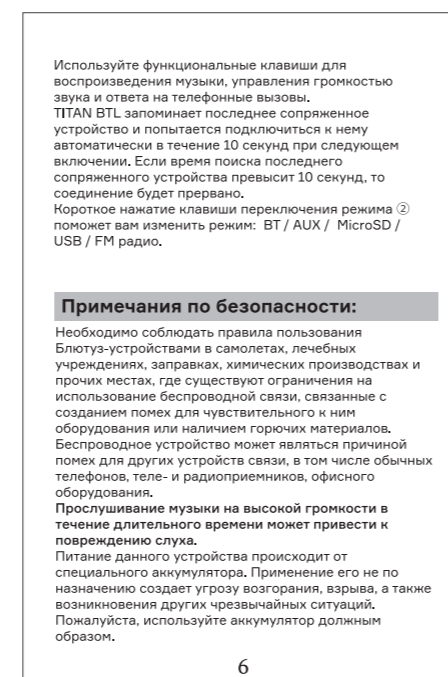 Используйте функциональные клавиши для
воспроизведения музыки, управления громкостью
звука и ответа на телефонные вызовы.
TITAN BTL запоминает последнее сопряженное
устройство и попытается подключиться к нему
автоматически в течение 10 секунд при следующем
включении. Если время поиска последнего
сопряженного устройства превысит 10 секунд, то
соединение будет прервано.
Короткое нажатие клавиши переключения режима ②
поможет вам изменить режим: BT / AUX / MicroSD /
USB / FM радио.
Примечания по безопасности:
Необходимо соблюдать правила пользования
Блютуз-устройствами в самолетах, лечебных
учреждениях, заправках, химических производствах и
прочих местах, где существуют ограничения на
использование беспроводной связи, связанные с
созданием помех для чувствительного к ним
оборудования или наличием горючих материалов.
Беспроводное устройство может являться причиной
помех для других устройств связи, в том числе обычных
телефонов, теле- и радиоприемников, офисного
оборудования.
Прослушивание музыки на высокой громкости в
течение длительного времени может привести к
повреждению слуха.
Питание данного устройства происходит от
специального аккумулятора. Применение его не по
назначению создает угрозу возгорания, взрыва, а также
возникновения других чрезвычайных ситуаций.
Пожалуйста, используйте аккумулятор должным
образом.
6